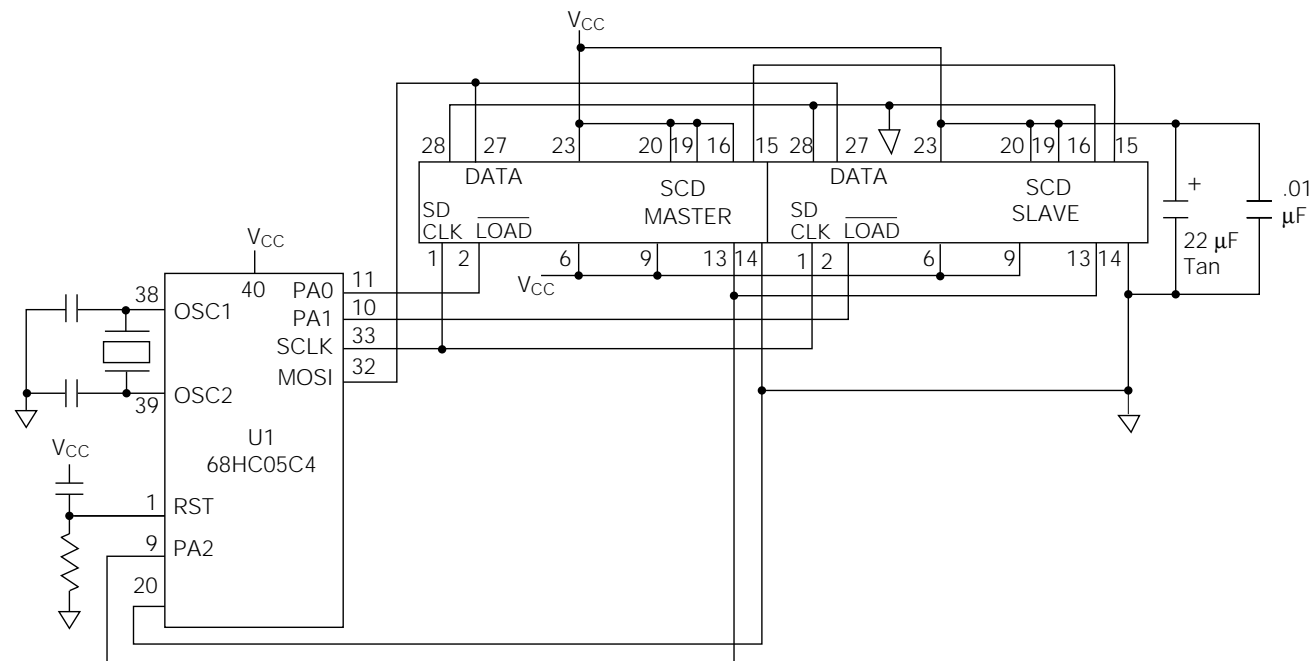 VCC
28 27 23 20 19 16 15 28 27 23 20 19 16 15
DATA SCD MASTER
SD CLK LOAD
DATA SCD SLAVE
SD CLK LOAD
+
22 µF
Tan
.01
µF
1 2 6 9 13 14 1 2 6 9 13 14
VCC
VCC
40
38 OSC1
39 OSC2
PA0 11
PA1 10
SCLK 33
MOSI 32
U1
68HC05C4
VCC
1 RST
9 PA2
20